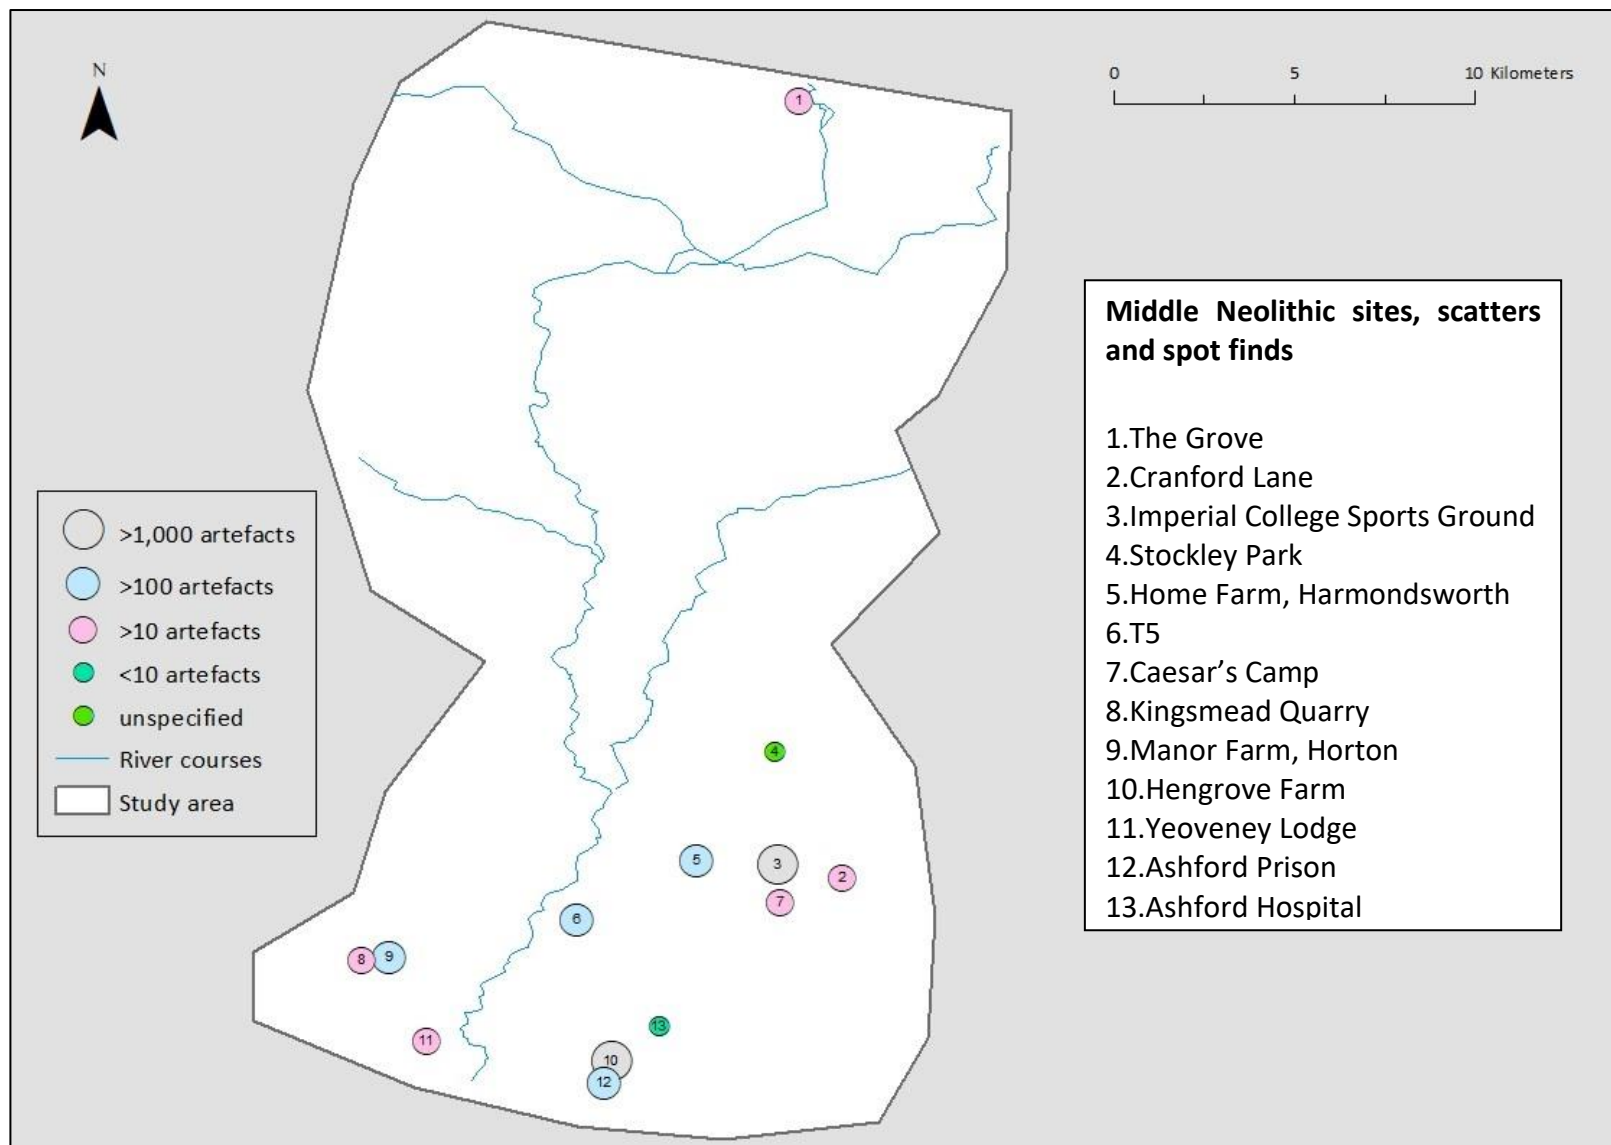 N
0 5 10 Kilometers
1
Middle Neolithic sites, scatters
and spot finds
1.The Grove
2.Cranford Lane
3.Imperial College Sports Ground
4.Stockley Park
5.Home Farm, Harmondsworth
6.T5
7.Caesar’s Camp
8.Kingsmead Quarry
9.Manor Farm, Horton
10.Hengrove Farm
11.Yeoveney Lodge
12.Ashford Prison
13.Ashford Hospital
>1,000 artefacts
>100 artefacts
>10 artefacts
<10 artefacts
unspecified
River courses
Study area
4
5
3
2
7
6
8
9
13
11
10
12